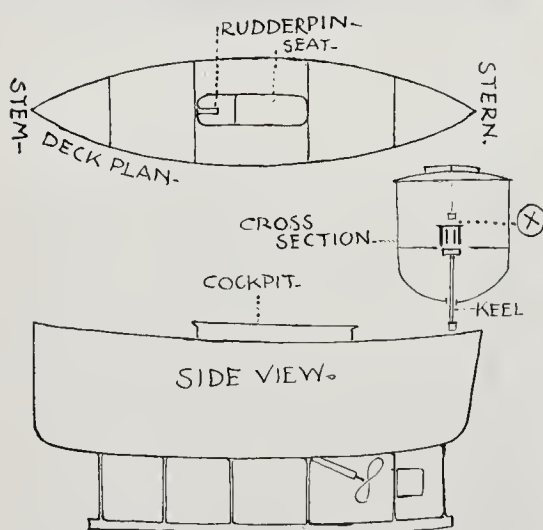 RUDDERPIN-
SEAT-
STEM-
STERN.
DECK PLAN-
CROSS
SECTION-
X
KEEL
COCKPIT-
SIDE VIEW.